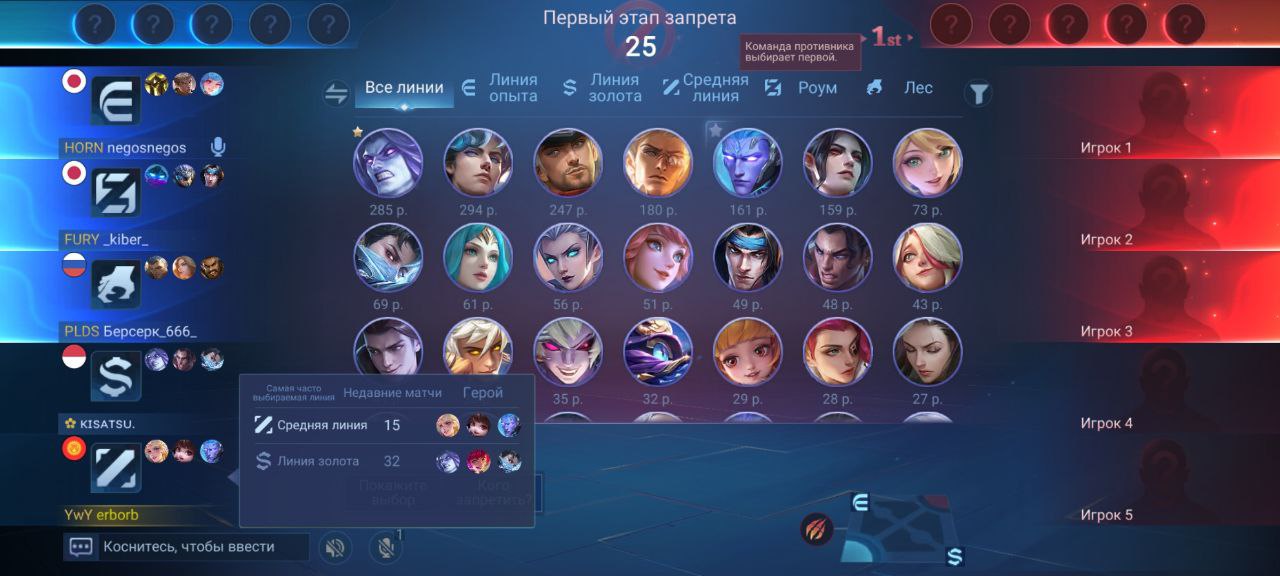 Первый этап запрета
25
1st
Команда противника
выбирает первой.
Все линии
Линия
опыта
Линия
золота
Средняя
линия
Роум
Лес
HORN negosnegos
FURY _kiber_
PLDS Берсерк_666_
KISATSU.
YwY erborb
285 р.
294 р.
247 р.
180 р.
161 р.
159 р.
73 р.
69 р.
61 р.
56 р.
51 р.
49 р.
48 р.
43 р.
35 р.
32 р.
29 р.
28 р.
27 р.
Самая часто
выбираемая линия
Недавние матчи
Герой
Средняя линия
15
Линия золота
32
Покажите
выбор
Кого
запретить?
Коснитесь, чтобы ввести
1
Игрок 1
Игрок 2
Игрок 3
Игрок 4
Игрок 5